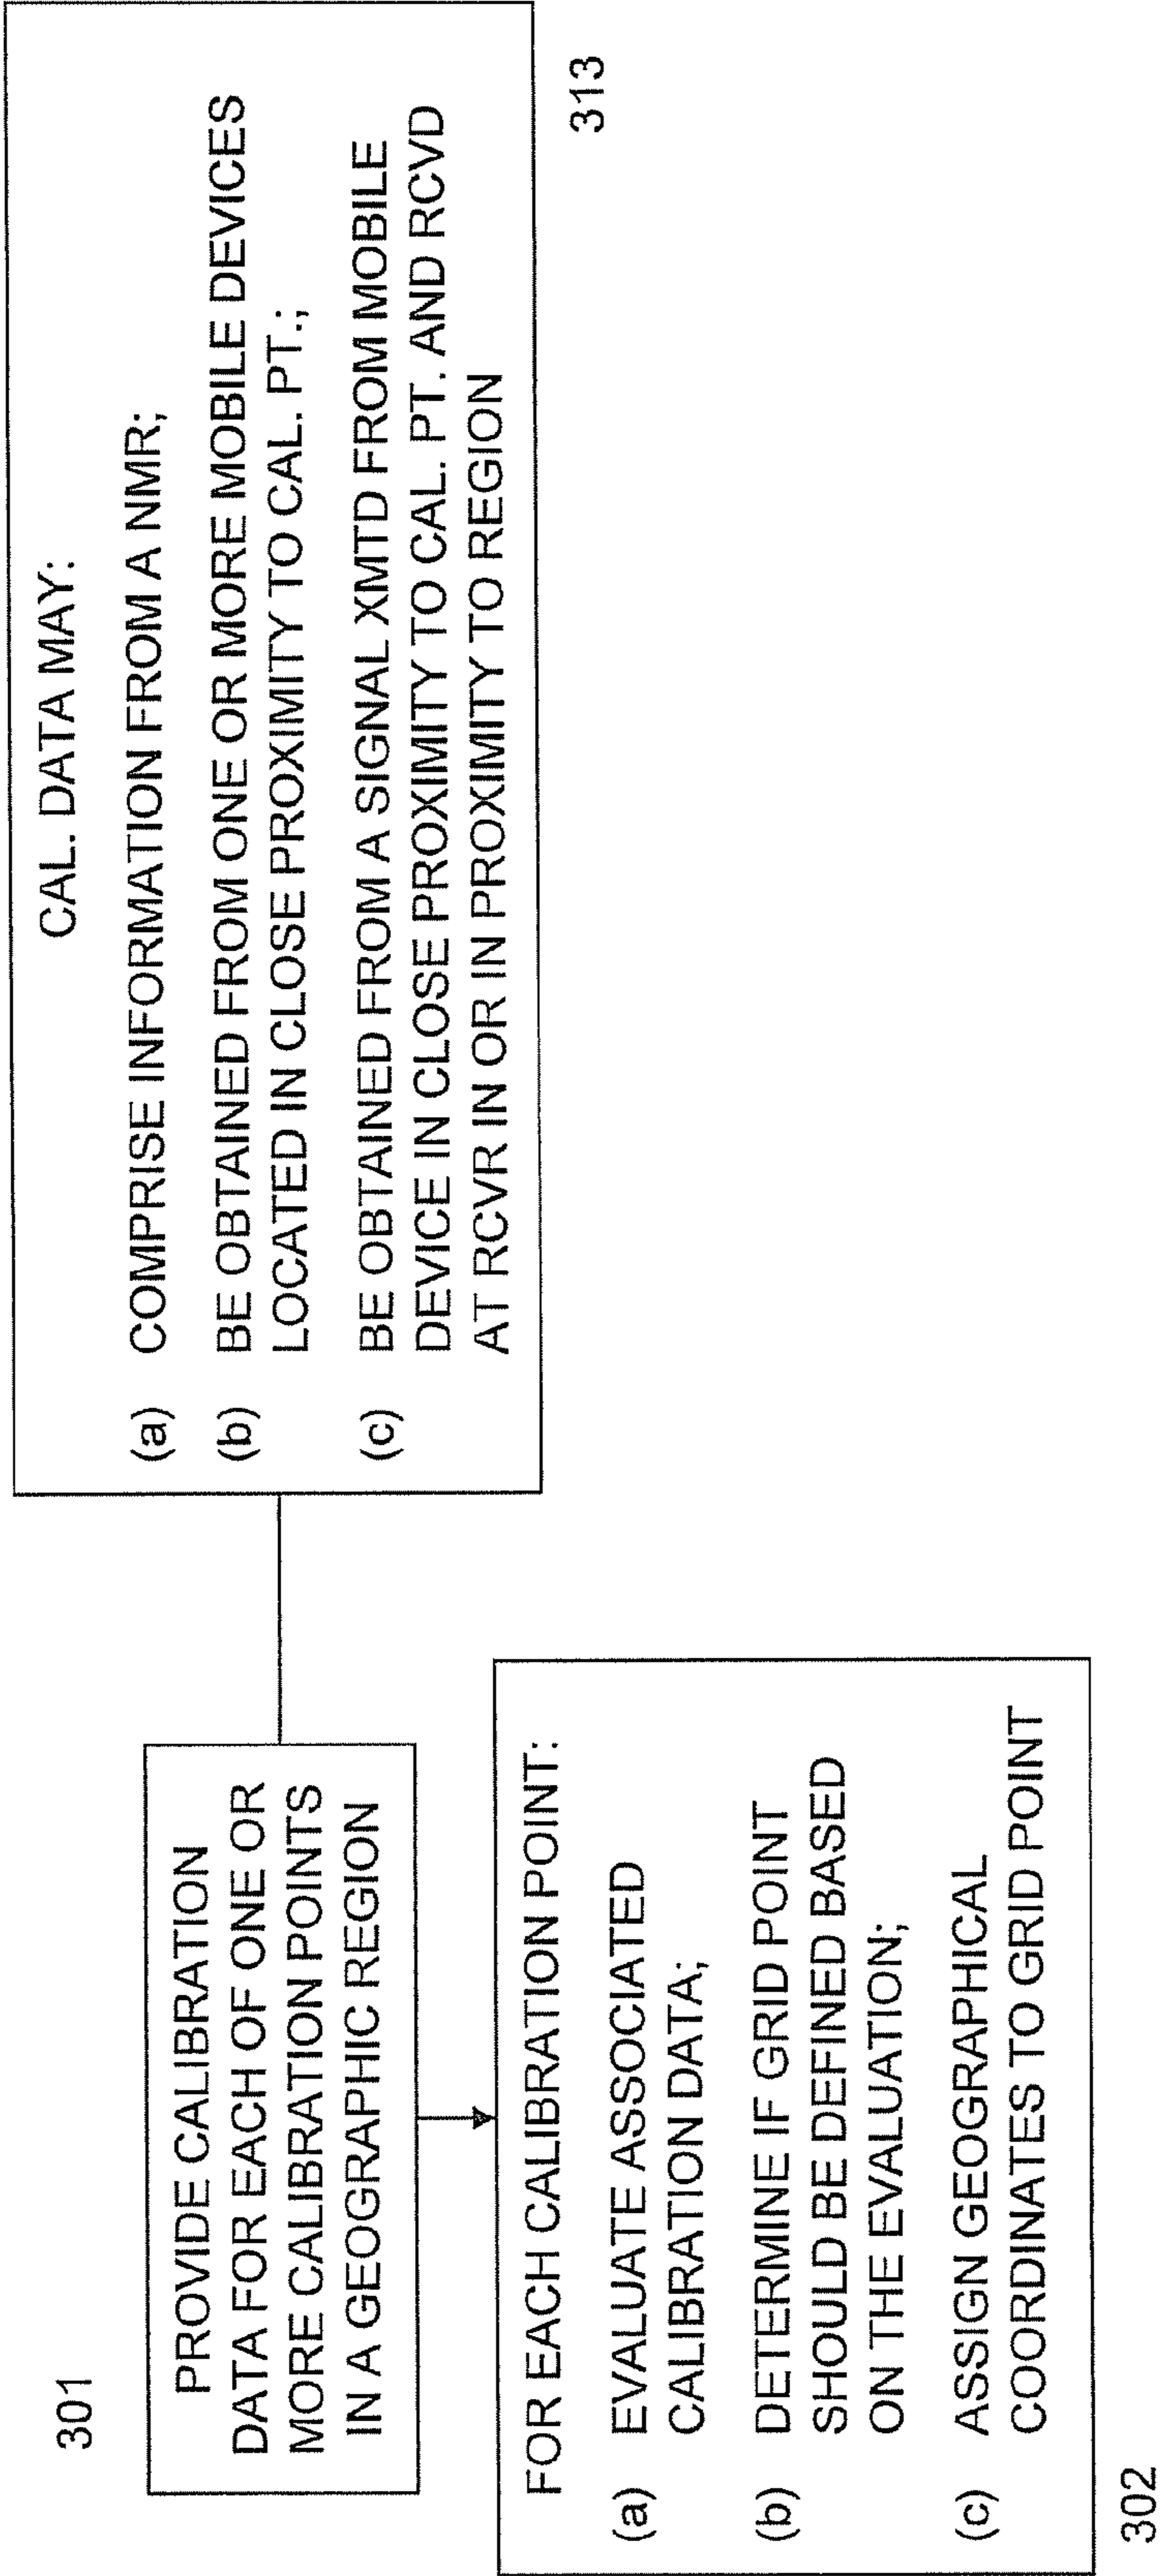 301
PROVIDE CALIBRATION
DATA FOR EACH OF ONE OR
MORE CALIBRATION POINTS
IN A GEOGRAPHIC REGION
CAL. DATA MAY:
(a) COMPRISE INFORMATION FROM A NMR;
(b) BE OBTAINED FROM ONE OR MORE MOBILE DEVICES
LOCATED IN CLOSE PROXIMITY TO CAL. PT.;
(c) BE OBTAINED FROM A SIGNAL XMTD FROM MOBILE
DEVICE IN CLOSE PROXIMITY TO CAL. PT. AND RCVD
AT RCVR IN OR IN PROXIMITY TO REGION
313
FOR EACH CALIBRATION POINT:
(a) EVALUATE ASSOCIATED
CALIBRATION DATA;
(b) DETERMINE IF GRID POINT
SHOULD BE DEFINED BASED
ON THE EVALUATION;
(c) ASSIGN GEOGRAPHICAL
COORDINATES TO GRID POINT
302